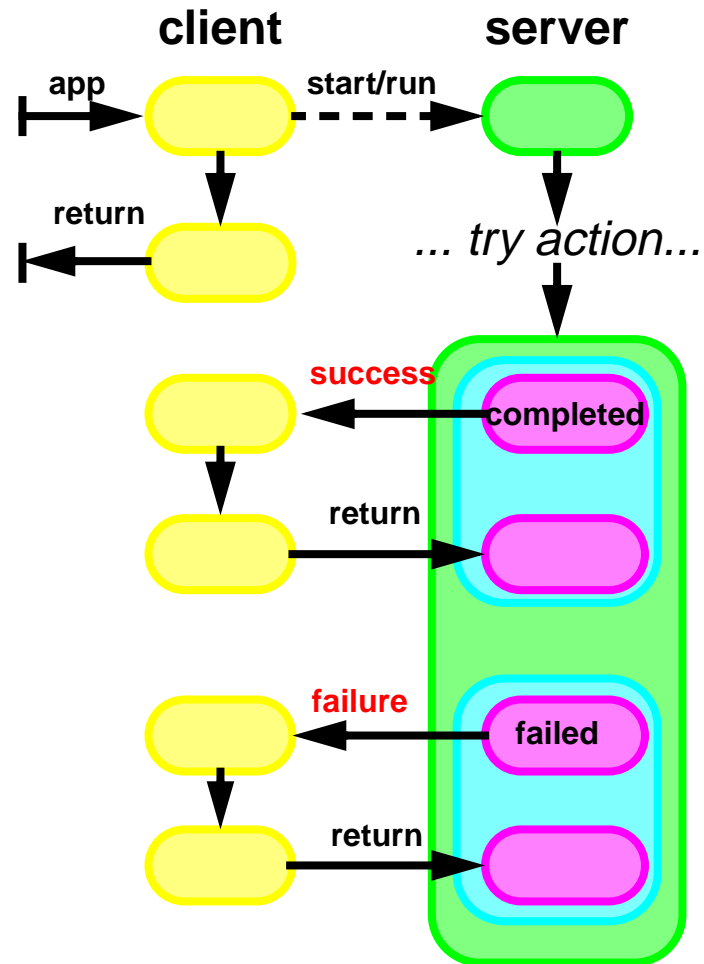 client server
app start/run
return
... try action...
success
completed
return
failure
failed
return